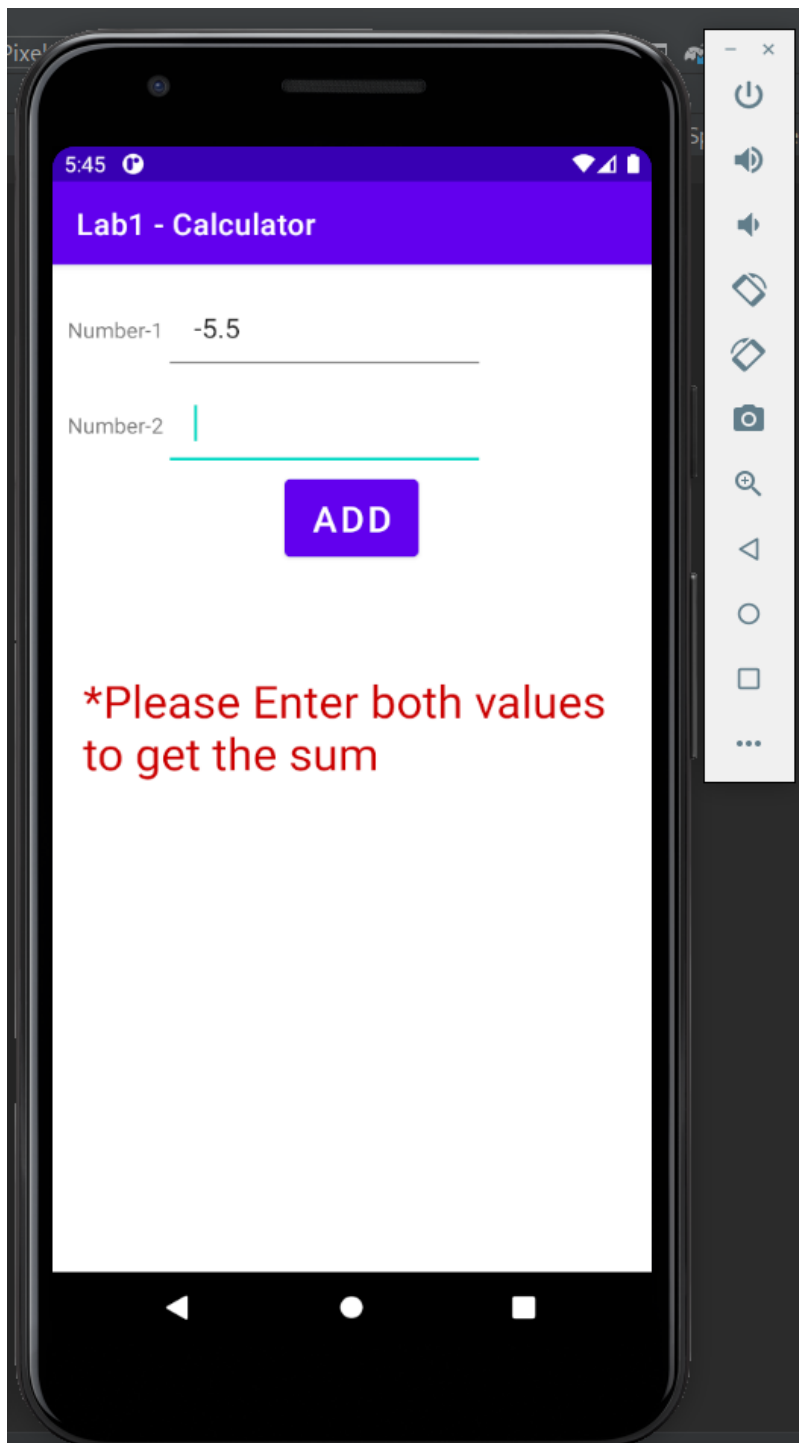 Pixel
5:45
Lab1 - Calculator
Number-1 -5.5
Number-2
ADD
*Please Enter both values
to get the sum